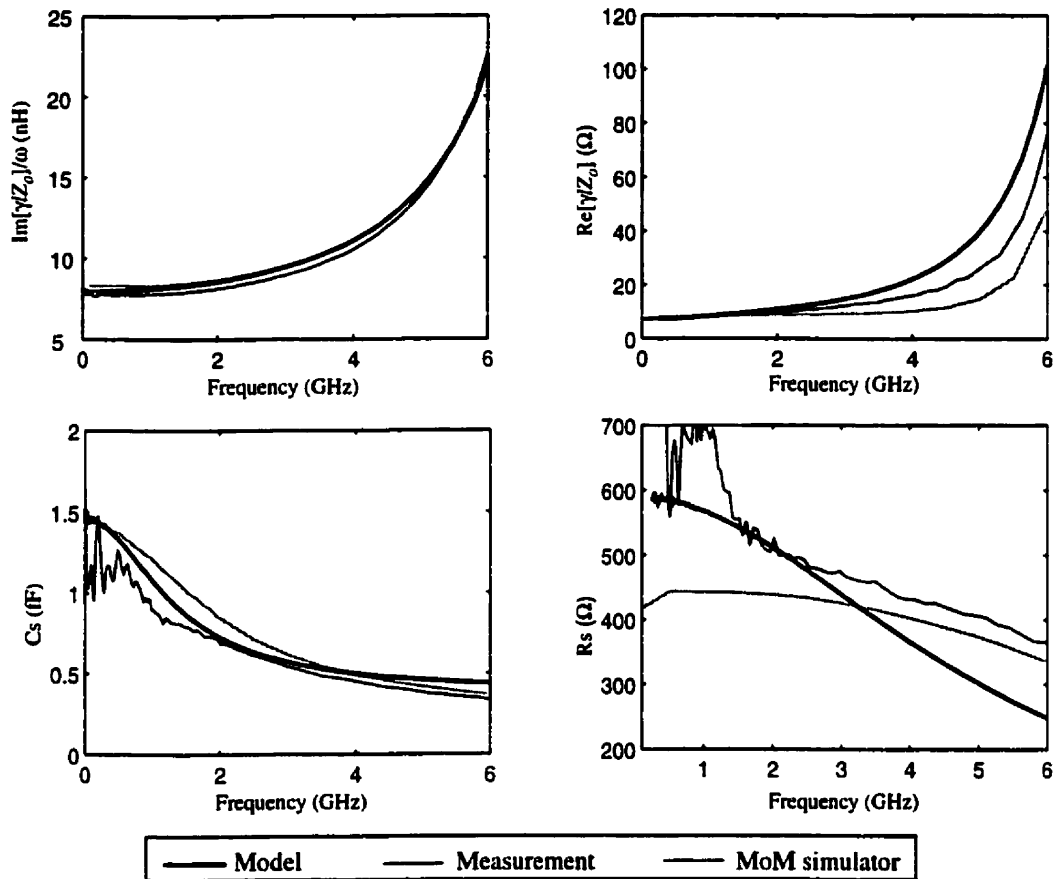 25
20
15
10
5
0 2 4 6
Im[γlZ₀]/ω (nH)
Frequency (GHz)
120
100
80
60
40
20
0
0 2 4 6
Re[γlZ₀] (Ω)
Frequency (GHz)
2
1.5
1
0.5
0
0 2 4 6
Cs (fF)
Frequency (GHz)
700
600
500
400
300
200
1 2 3 4 5 6
Rs (Ω)
Frequency (GHz)
Model Measurement MoM simulator